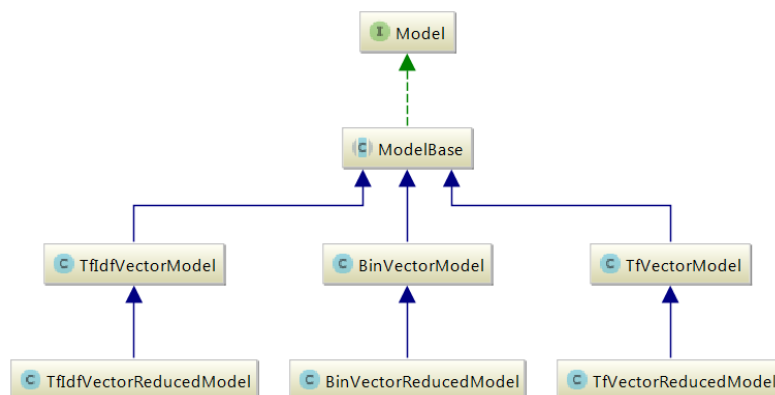 I Model
C ModelBase
C TfIdfVectorModel
C BinVectorModel
C TfVectorModel
C TfIdfVectorReducedModel
C BinVectorReducedModel
C TfVectorReducedModel